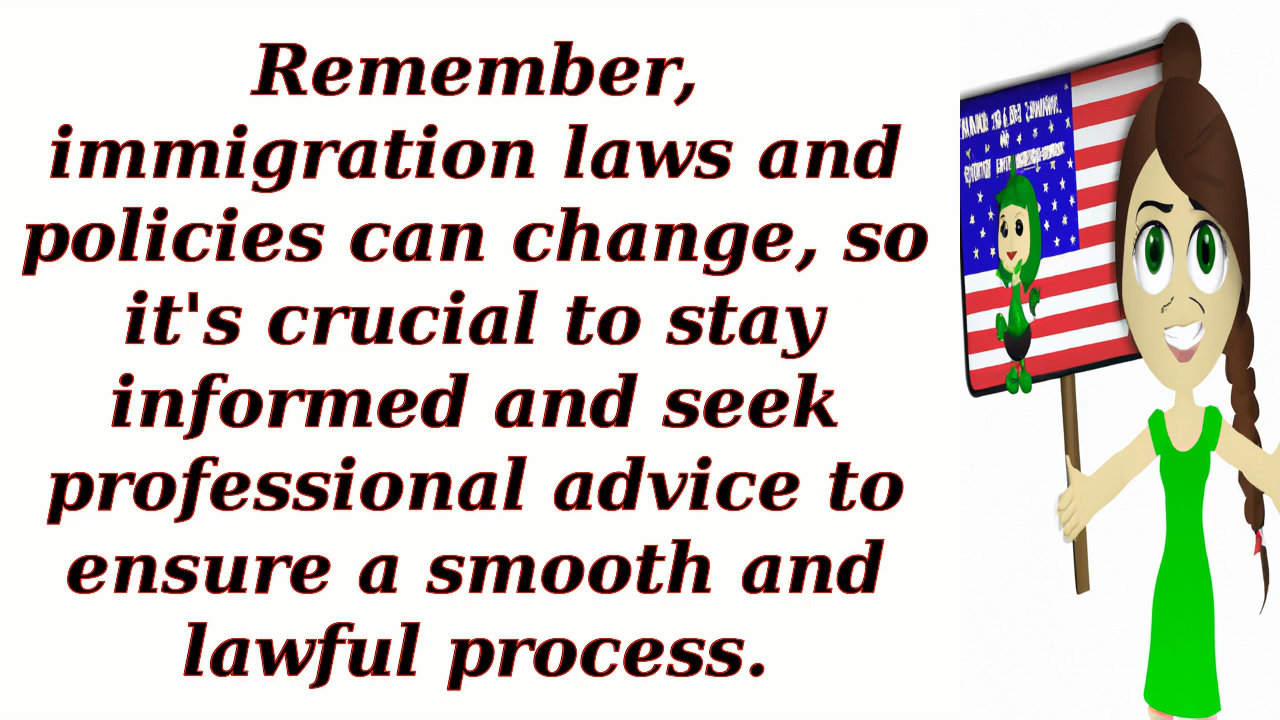 Remember,
immigration laws and
policies can change, so
it's crucial to stay
informed and seek
professional advice to
ensure a smooth and
lawful process.